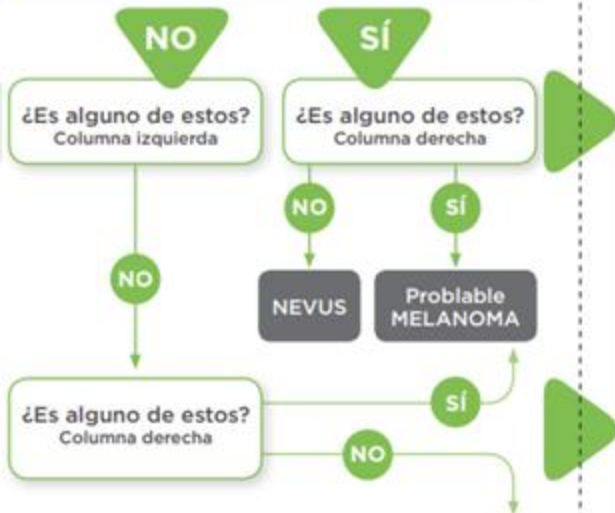 NO
SÍ
¿Es alguno de estos?
Columna izquierda
¿Es alguno de estos?
Columna derecha
NO
SÍ
NO
NEVUS
Problable
MELANOMA
¿Es alguno de estos?
Columna derecha
SÍ
NO